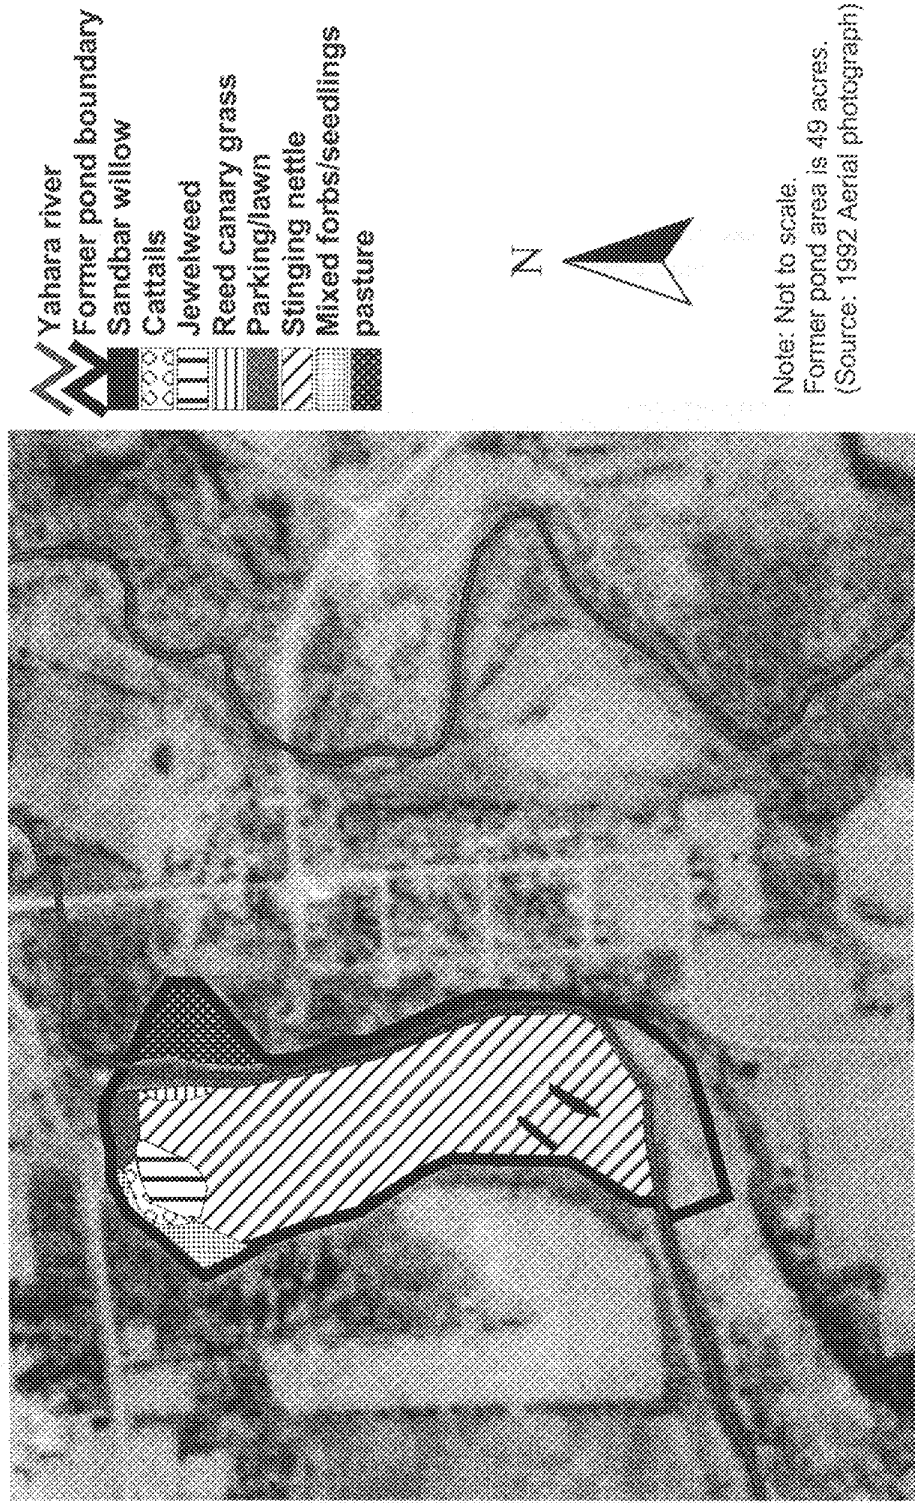 Yahara river
Former pond boundary
Sandbar willow
Cattails
Jewelweed
Reed canary grass
Parking/lawn
Stinging nettle
Mixed forbs/seedlings
pasture
N
Note: Not to scale.
Former pond area is 49 acres.
(Source: 1992 Aerial photograph)